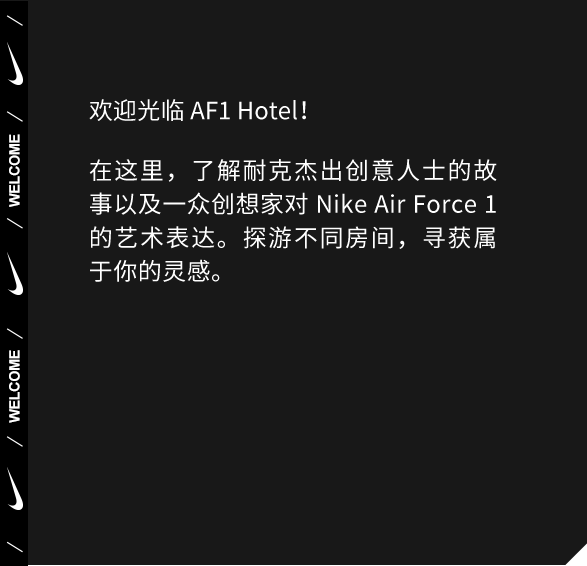 欢迎光临 AF1 Hotel！
在这里，了解耐克杰出创意人士的故
事以及一众创想家对 Nike Air Force 1
的艺术表达。探游不同房间，寻获属
于你的灵感。
WELCOME
WELCOME